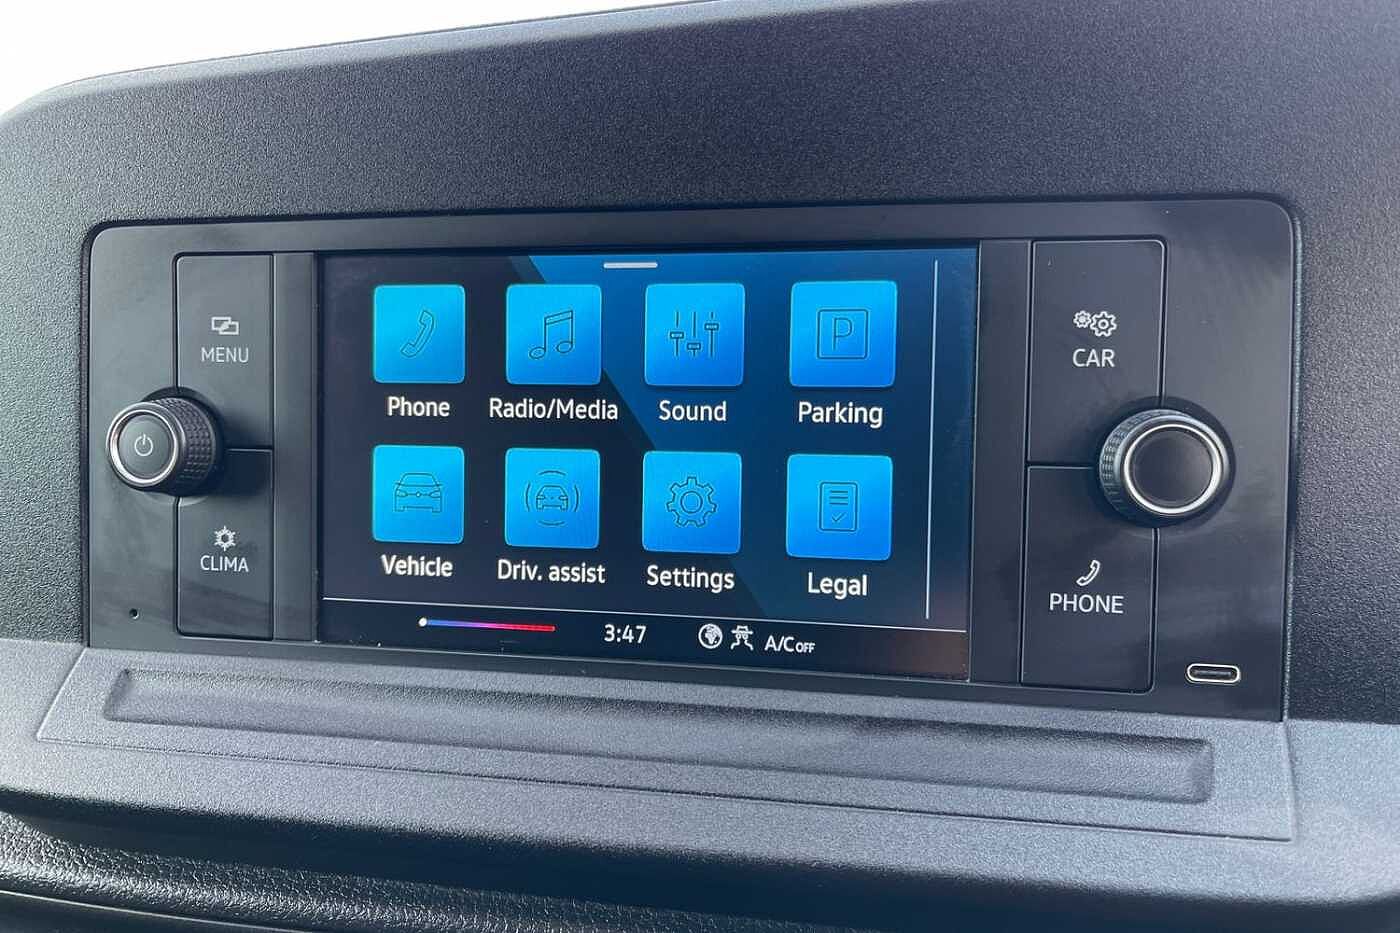 MENU
CLIMA
Phone
Radio/Media
Sound
P
Parking
Vehicle
Driv. assist
Settings
Legal
3:47
A/C OFF
CAR
PHONE